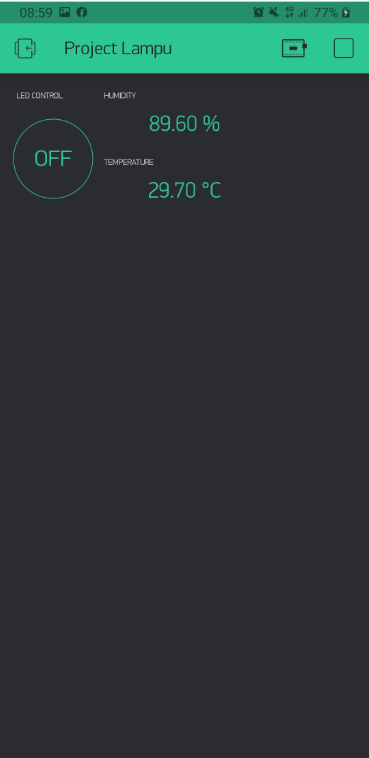 08:59 77%
Project Lampu
LED CONTROL HUMIDITY
89.60 %
OFF
TEMPERATURE
29.70 °C